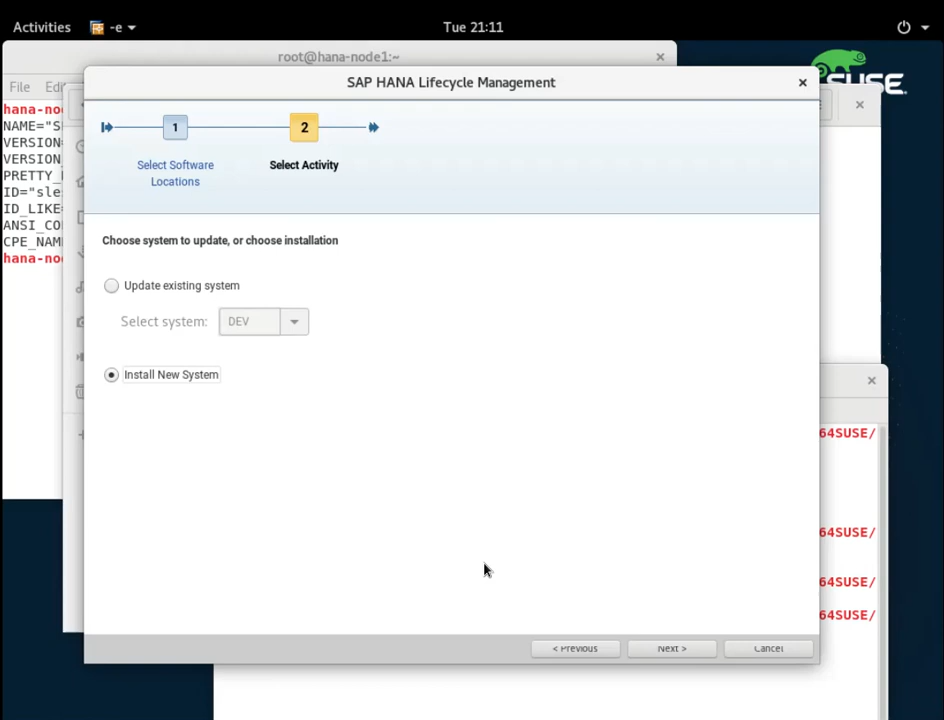 Activities
-e
Tue 21:11
root@hana-node1:~
SUSE
SAP HANA Lifecycle Management
File
1
2
Select Software
Locations
Select Activity
hana-no
NAME="S
VERSION
VERSION
PRETTY_
ID="sle
ID_LIKE
ANSI_CO
CPE_NAM
hana-no
Choose system to update, or choose installation
Update existing system
Select system: DEV
Install New System
64SUSE/
64SUSE/
64SUSE/
64SUSE/
< Previous
Next >
Cancel